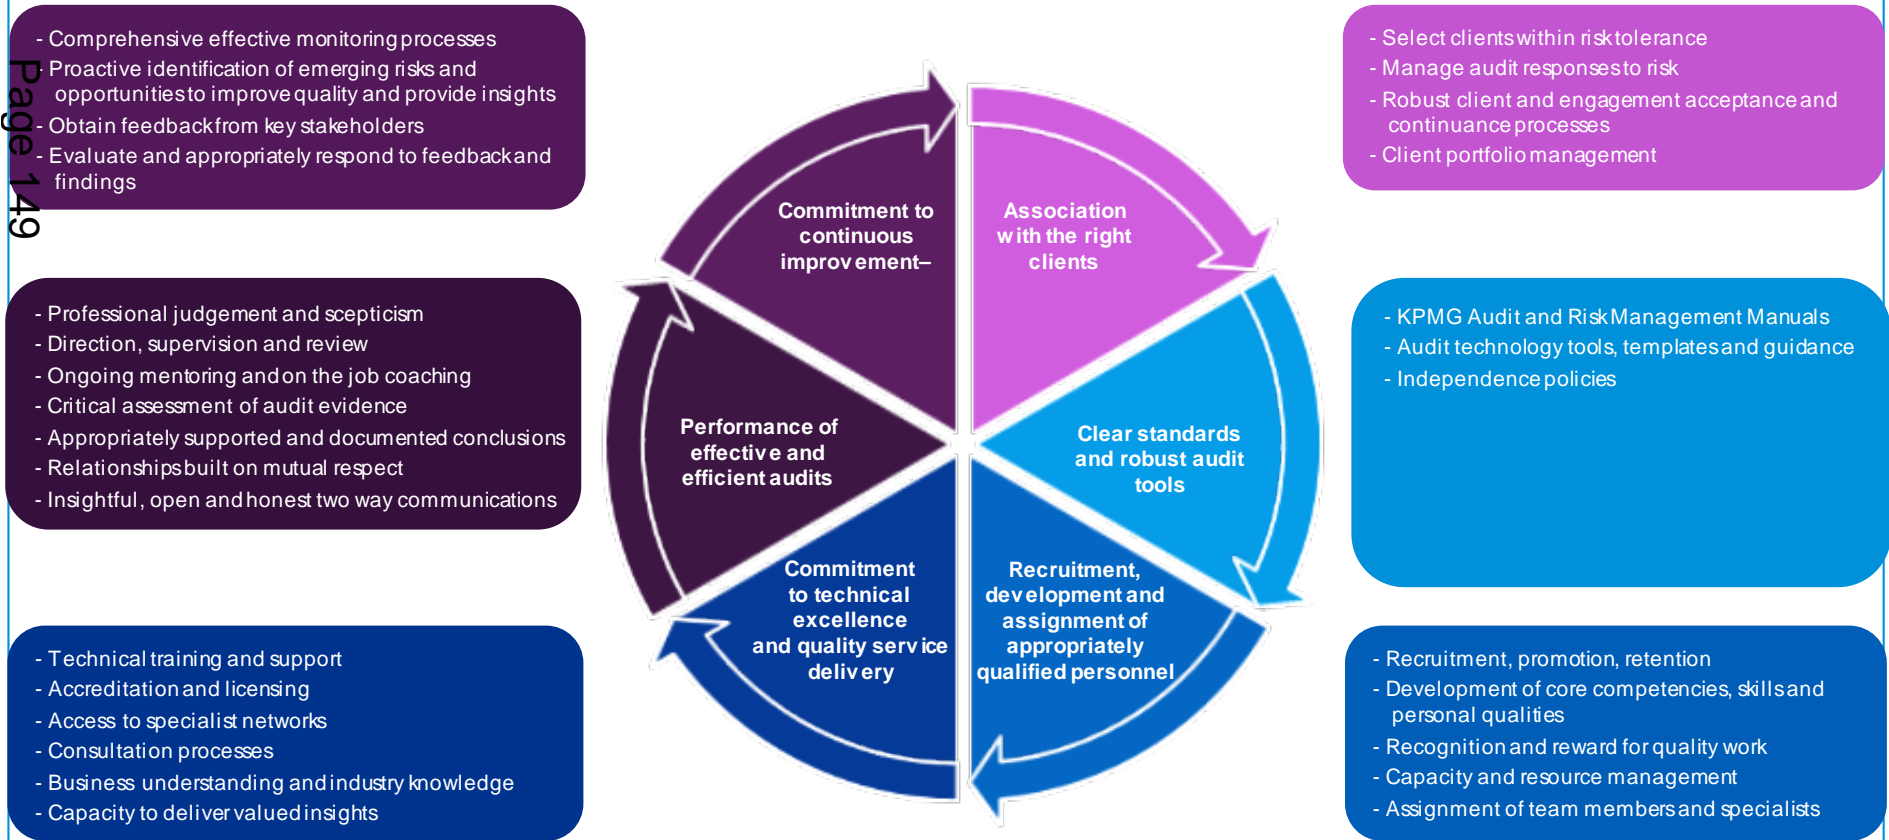 - Comprehensive effective monitoring processes
- Proactive identification of emerging risks and
opportunities to improve quality and provide insights
- Obtain feedback from key stakeholders
- Evaluate and appropriately respond to feedback and
findings
Page 149
- Select clients within risk tolerance
- Manage audit responses to risk
- Robust client and engagement acceptance and
continuance processes
- Client portfolio management
Commitment to
continuous
improvement–
Association
with the right
clients
- Professional judgement and scepticism
- Direction, supervision and review
- Ongoing mentoring and on the job coaching
- Critical assessment of audit evidence
- Appropriately supported and documented conclusions
- Relationships built on mutual respect
- Insightful, open and honest two way communications
Performance of
effective and
efficient audits
Clear standards
and robust audit
tools
- KPMG Audit and Risk Management Manuals
- Audit technology tools, templates and guidance
- Independence policies
Commitment
to technical
excellence
and quality service
delivery
Recruitment,
development and
assignment of
appropriately
qualified personnel
- Technical training and support
- Accreditation and licensing
- Access to specialist networks
- Consultation processes
- Business understanding and industry knowledge
- Capacity to deliver valued insights
- Recruitment, promotion, retention
- Development of core competencies, skills and
personal qualities
- Recognition and reward for quality work
- Capacity and resource management
- Assignment of team members and specialists